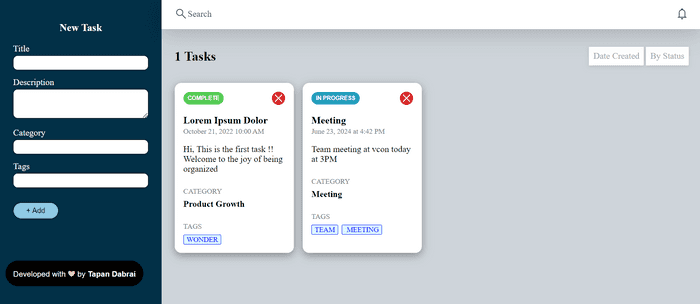 New Task
Title
Description
Category
Tags
+ Add
Developed with ❤ by Tapan Dabrai
Search
1 Tasks
Date Created
By Status
COMPLETE
Lorem Ipsum Dolor
October 21, 2022 10:00 AM
Hi, This is the first task !!
Welcome to the joy of being
organized
CATEGORY
Product Growth
TAGS
WONDER
IN PROGRESS
Meeting
June 23, 2024 at 4:42 PM
Team meeting at vcon today
at 3PM
CATEGORY
Meeting
TAGS
TEAM MEETING